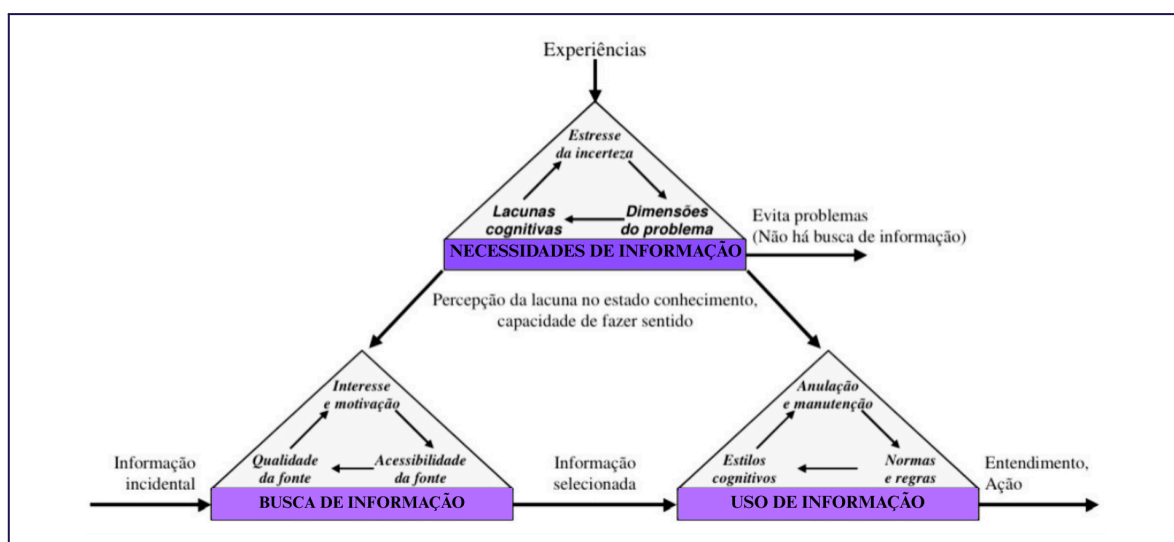 Experiências
Estresse
da incerteza
Lacunas
cognitivas
Dimensões
do problema
NECESSIDADES DE INFORMAÇÃO
Evita problemas
(Não há busca de informação)
Percepção da lacuna no estado conhecimento,
capacidade de fazer sentido
Interesse
e motivação
Qualidade
da fonte
Acessibilidade
da fonte
Informação
incidental
BUSCA DE INFORMAÇÃO
Informação
selecionada
Anulação
e manutenção
Estilos
cognitivos
Normas
e regras
USO DE INFORMAÇÃO
Entendimento,
Ação